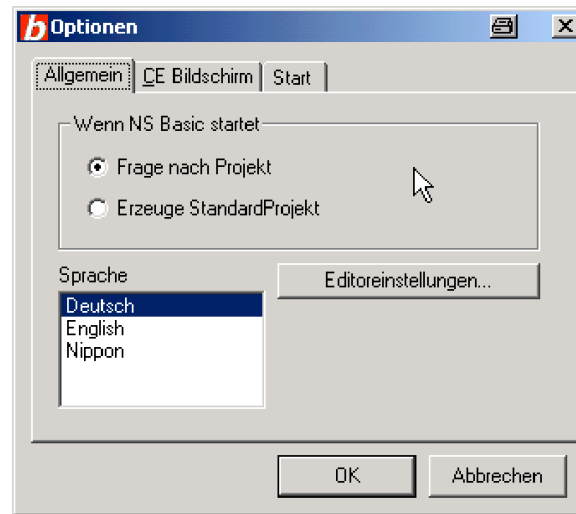 b Optionen
Allgemein CE Bildschirm Start
Wenn NS Basic startet
Frage nach Projekt
Erzeuge StandardProjekt
Sprache
Editoreinstellungen...
Deutsch
English
Nippon
OK Abbrechen